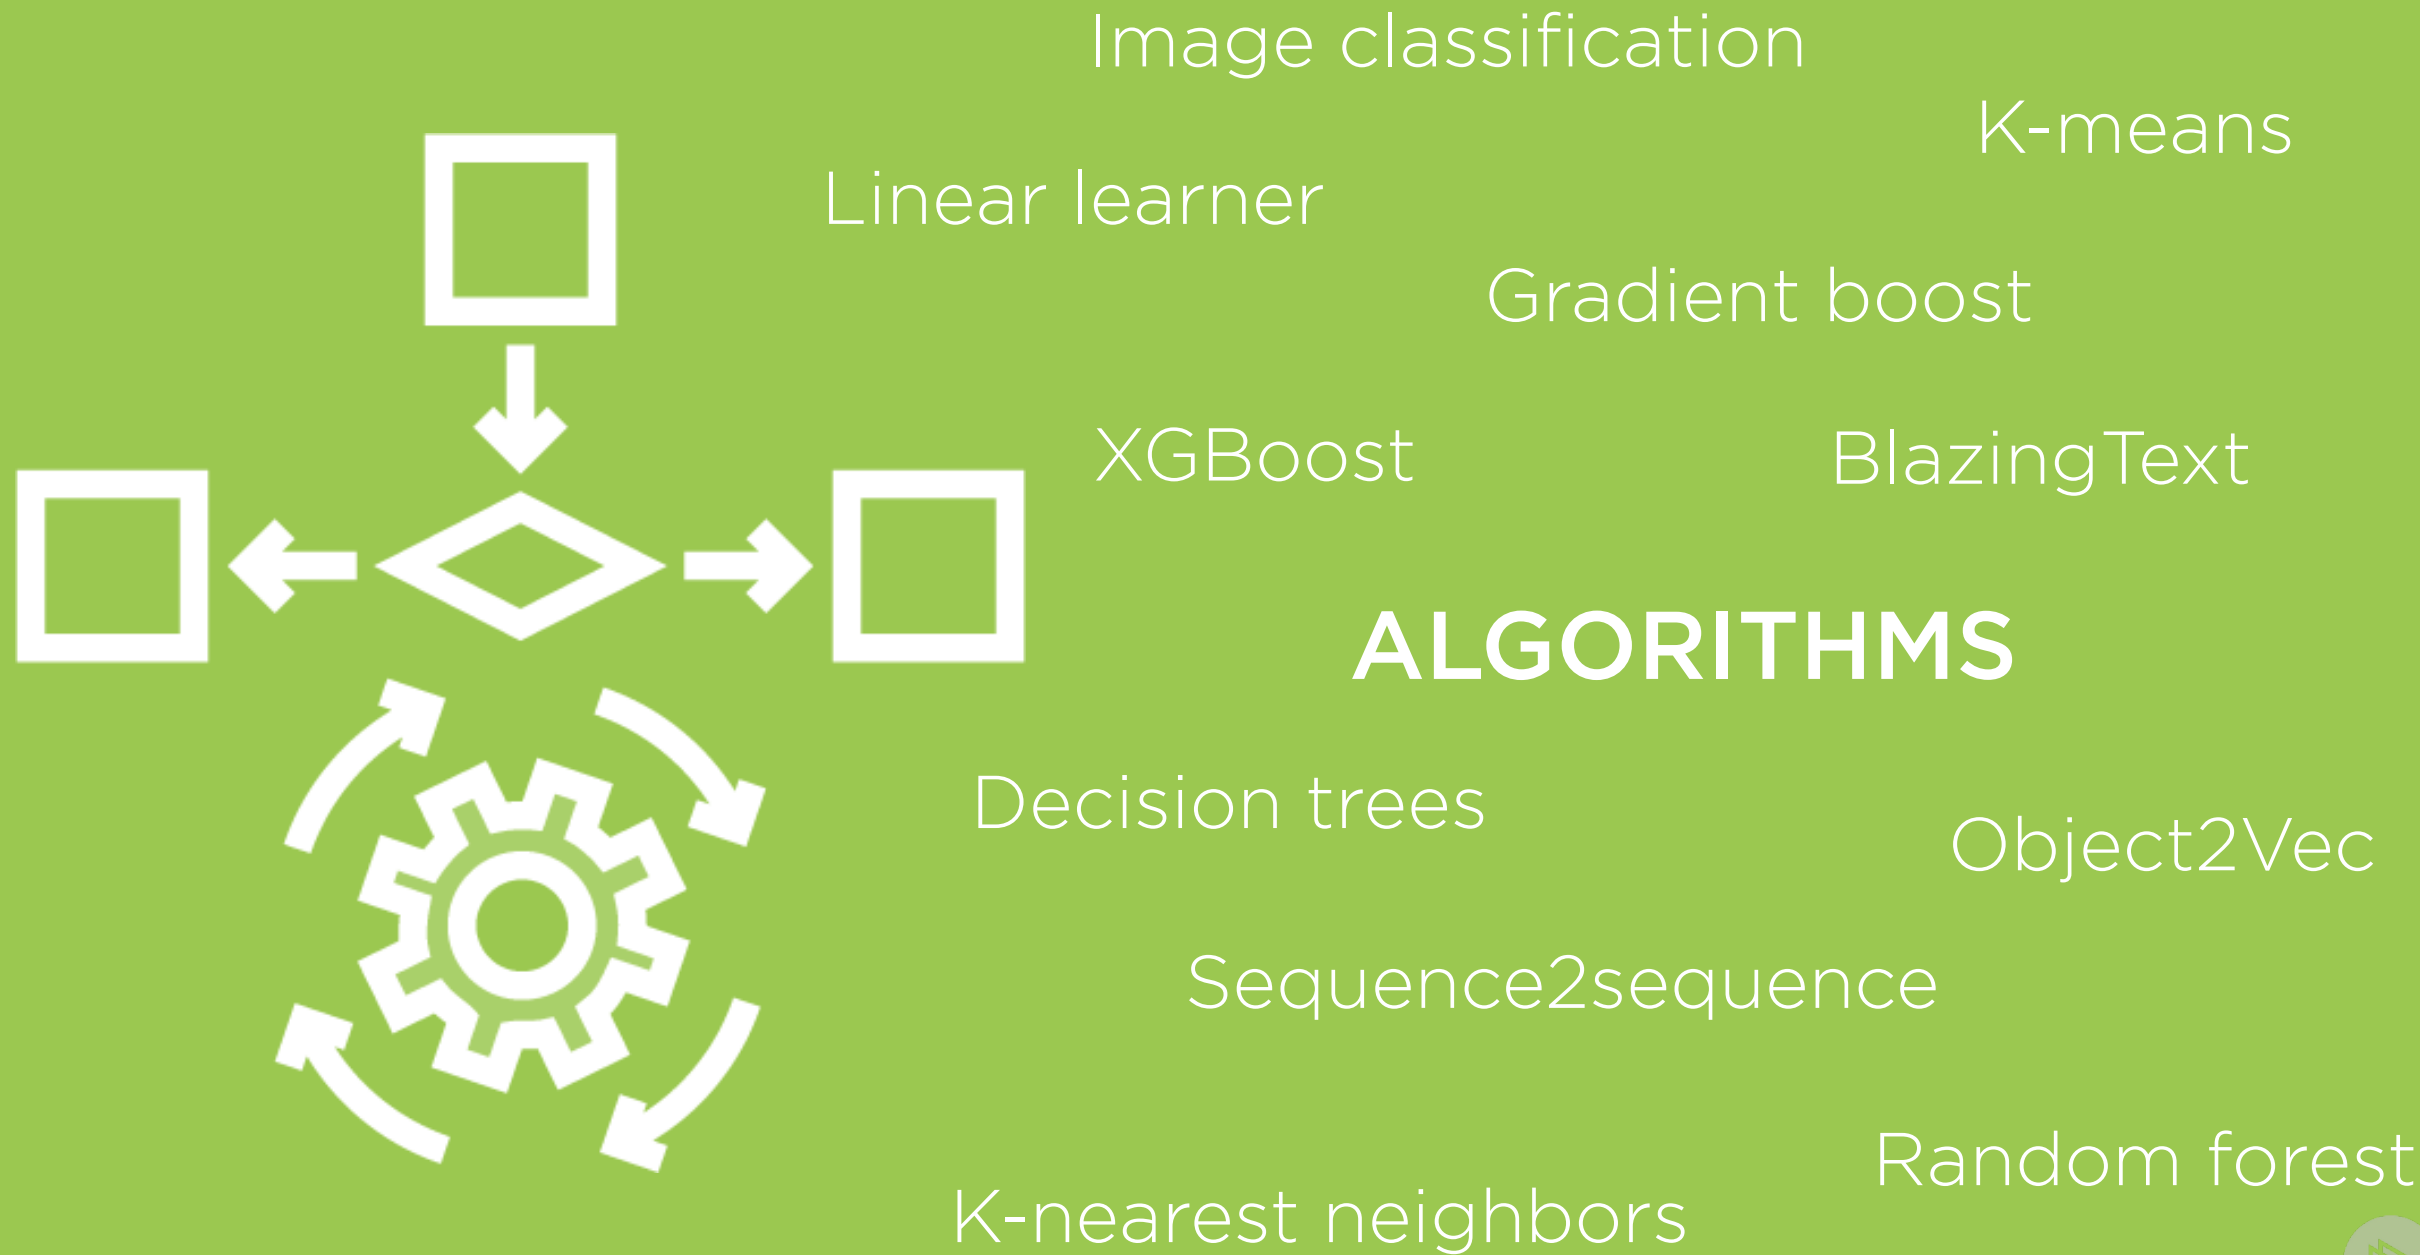 Image classification
K-means
Linear learner
Gradient boost
XGBoost
BlazingText
ALGORITHMS
Decision trees
Object2Vec
Sequence2sequence
Random forest
K-nearest neighbors